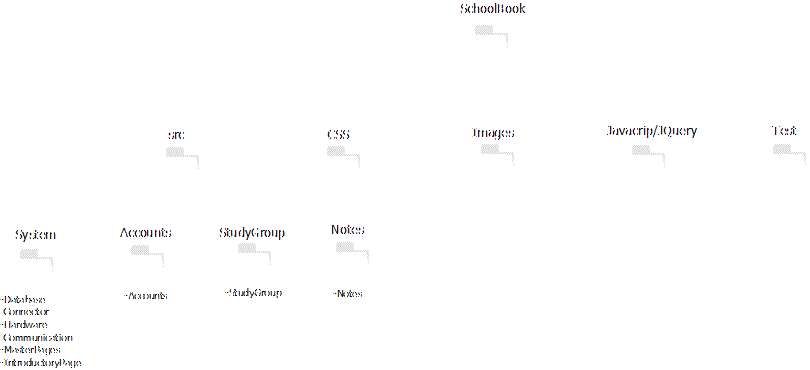 SchoolBook
src
CSS
Images
Javacrip/JQuery
Test
System
Accounts
StudyGroup
Notes
~Database
Connector
~Hardware
Communication
~MasterPages
~IntroductoryPage
~Accounts
~StudyGroup
~Notes